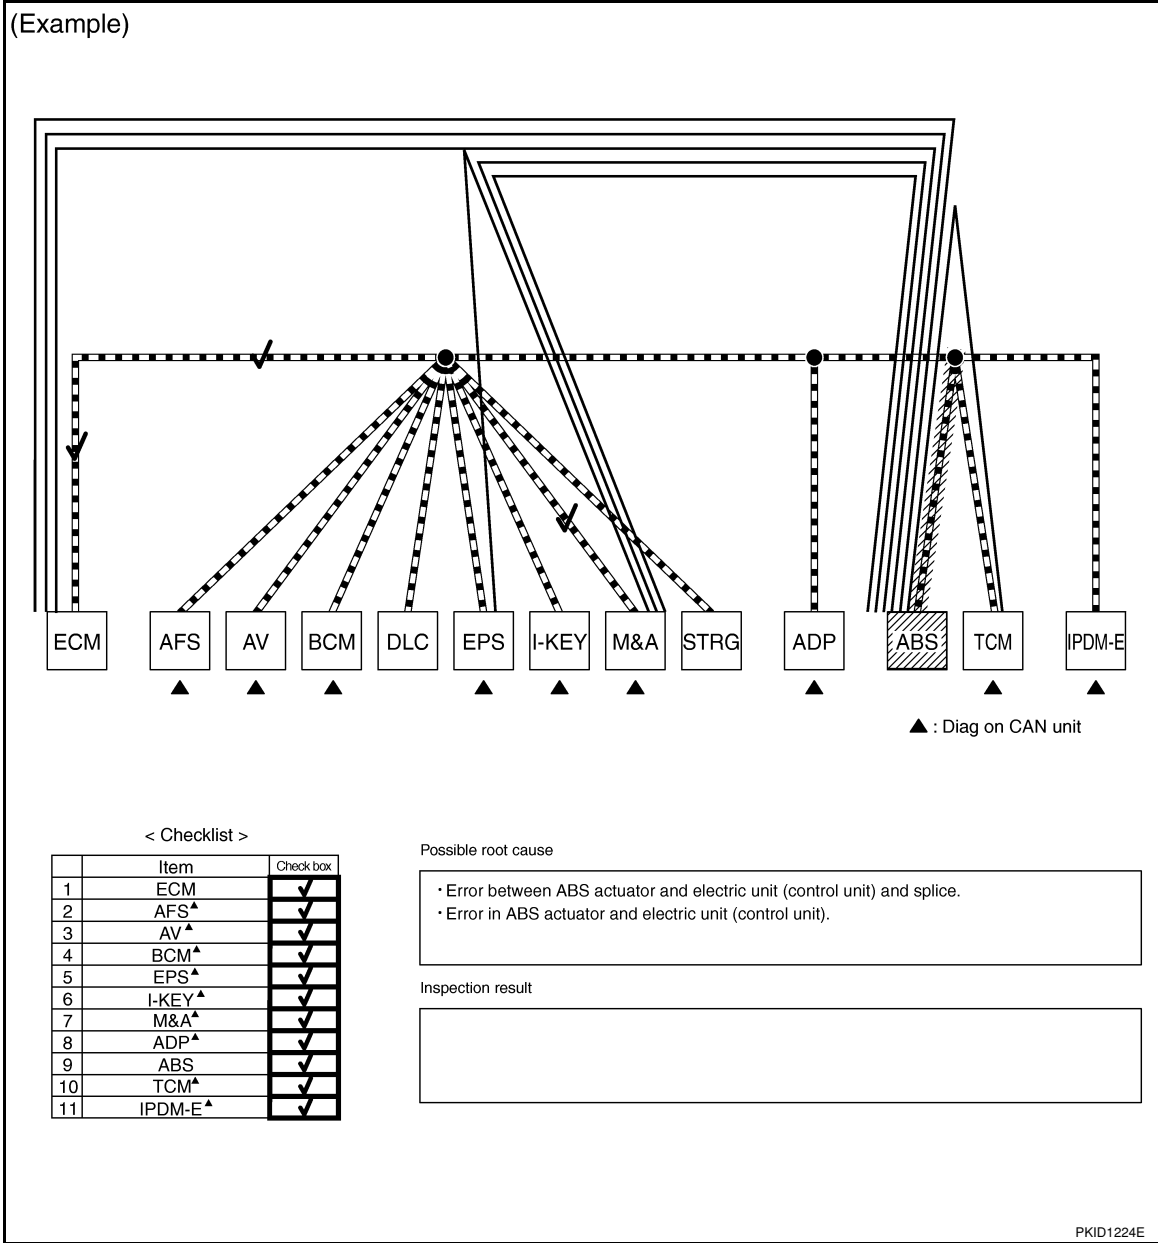 (Example)
ECM AFS AV BCM DLC EPS I-KEY M&A STRG ADP ABS TCM IPDM-E
▲ : Diag on CAN unit
< Checklist >
Item Check box
1 ECM ✓
2 AFS▲ ✓
3 AV▲ ✓
4 BCM▲ ✓
5 EPS▲ ✓
6 I-KEY▲ ✓
7 M&A▲ ✓
8 ADP▲ ✓
9 ABS ✓
10 TCM▲ ✓
11 IPDM-E▲ ✓
Possible root cause
・Error between ABS actuator and electric unit (control unit) and splice.
・Error in ABS actuator and electric unit (control unit).
Inspection result
PKID1224E